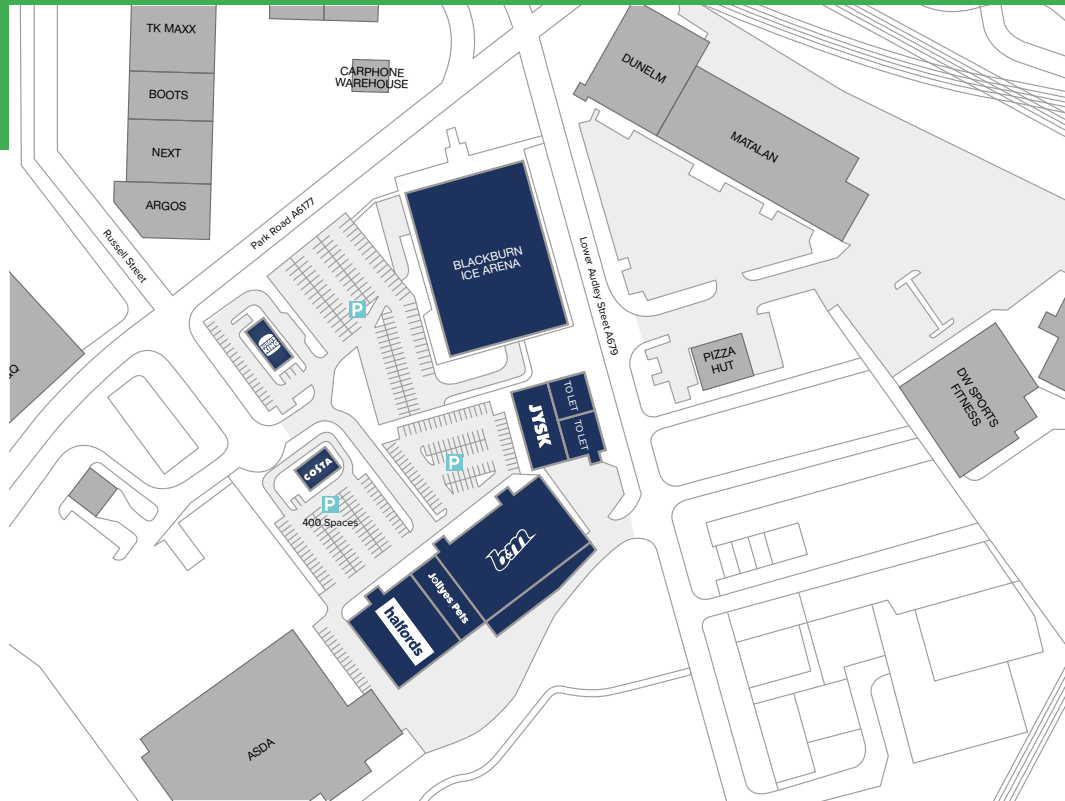 TK MAXX
BOOTS
NEXT
ARGOS
CARPHONE
WAREHOUSE
DUNELM
MATALAN
Russell Street
Park Road A6177
BLACKBURN
ICE ARENA
Lower Audley Street A679
P
BURGER
KING
PIZZA
HUT
DW SPORTS
FITNESS
JYSK
TO LET
TO LET
P
COSTA
P
400 Spaces
b&m
Jollyes Pets
halfords
ASDA